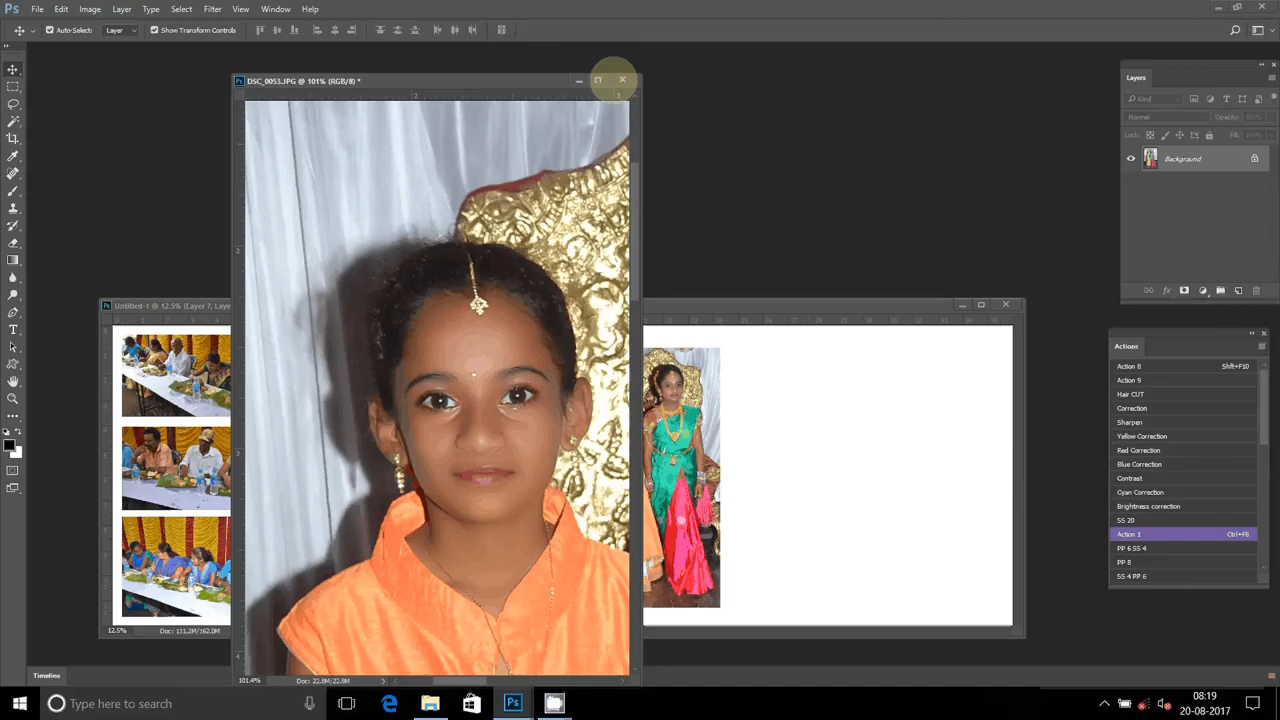 Ps File Edit Image Layer Type Select Filter View Window Help
Auto-Select: Layer Show Transform Controls
DSC_0053.JPG @ 101% (RGB/8) *
Layers
Kind
Normal Opacity:
Lock: Fill:
Background
Untitled-1 @ 12.5% (Layer 7, Laye
12.5% Doc: 131.2M/162.0M
101.4% Doc: 22.8M/22.8M
Actions
Action 8 Shft+F10
Action 9
Hair CUT
Correction
Sharpen
Yellow Correction
Red Correction
Blue Correction
Contrast
Cyan Correction
Brightness correction
SS 20
Action 1 Ctrl+F8
PP 6 SS 4
PP 8
SS 4 PP 6
Timeline
Type here to search
08:19
20-08-2017